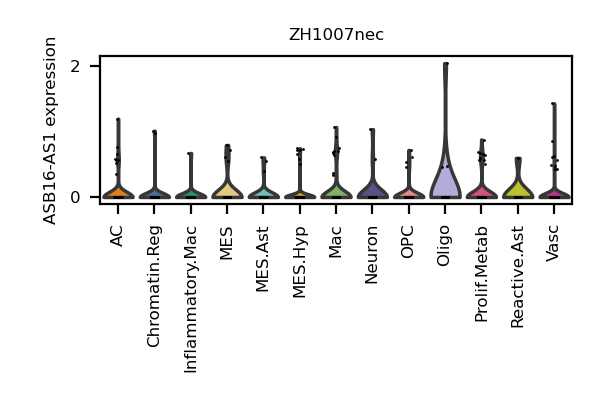 ZH1007nec
ASB16-AS1 expression
2
0
AC
Chromatin.Reg
Inflammatory.Mac
MES
MES.Ast
MES.Hyp
Mac
Neuron
OPC
Oligo
Prolif.Metab
Reactive.Ast
Vasc